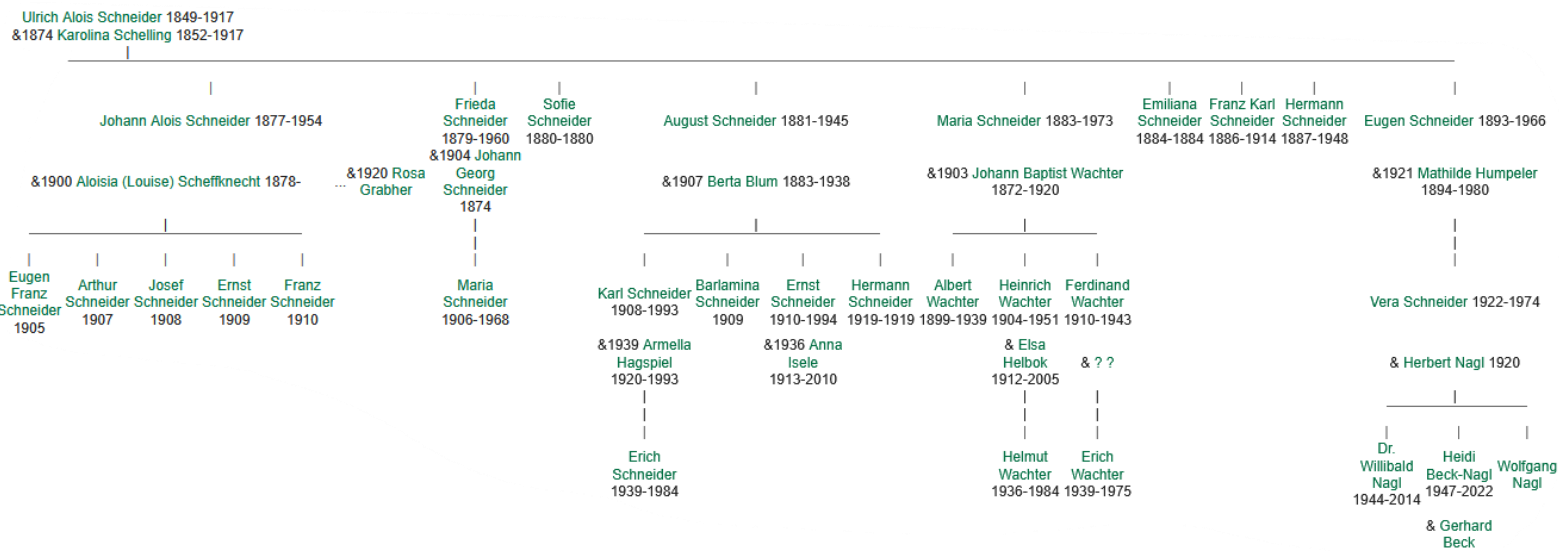 Ulrich Alois Schneider 1849-1917
&1874 Karolina Schelling 1852-1917
Johann Alois Schneider 1877-1954
&1900 Aloisia (Louise) Scheffknecht 1878-
...
&1920 Rosa
Grabher
Frieda
Schneider
1879-1960
&1904 Johann
Georg
Schneider
1874
Sofie
Schneider
1880-1880
August Schneider 1881-1945
&1907 Berta Blum 1883-1938
Maria Schneider 1883-1973
&1903 Johann Baptist Wachter
1872-1920
Emiliana
Schneider
1884-1884
Franz Karl
Schneider
1886-1914
Hermann
Schneider
1887-1948
Eugen Schneider 1893-1966
&1921 Mathilde Humpeler
1894-1980
Eugen
Franz
Schneider
1905
Arthur
Schneider
1907
Josef
Schneider
1908
Ernst
Schneider
1909
Franz
Schneider
1910
Maria
Schneider
1906-1968
Karl Schneider
1908-1993
&1939 Armella
Hagspiel
1920-1993
Barlamina
Schneider
1909
Ernst
Schneider
1910-1994
&1936 Anna
Isele
1913-2010
Hermann
Schneider
1919-1919
Albert
Wachter
1899-1939
Heinrich
Wachter
1904-1951
& Elsa
Helbok
1912-2005
Ferdinand
Wachter
1910-1943
& ? ?
Vera Schneider 1922-1974
& Herbert Nagl 1920
Erich
Schneider
1939-1984
Helmut
Wachter
1936-1984
Erich
Wachter
1939-1975
Dr.
Willibald
Nagl
1944-2014
Heidi
Beck-Nagl
1947-2022
& Gerhard
Beck
Wolfgang
Nagl